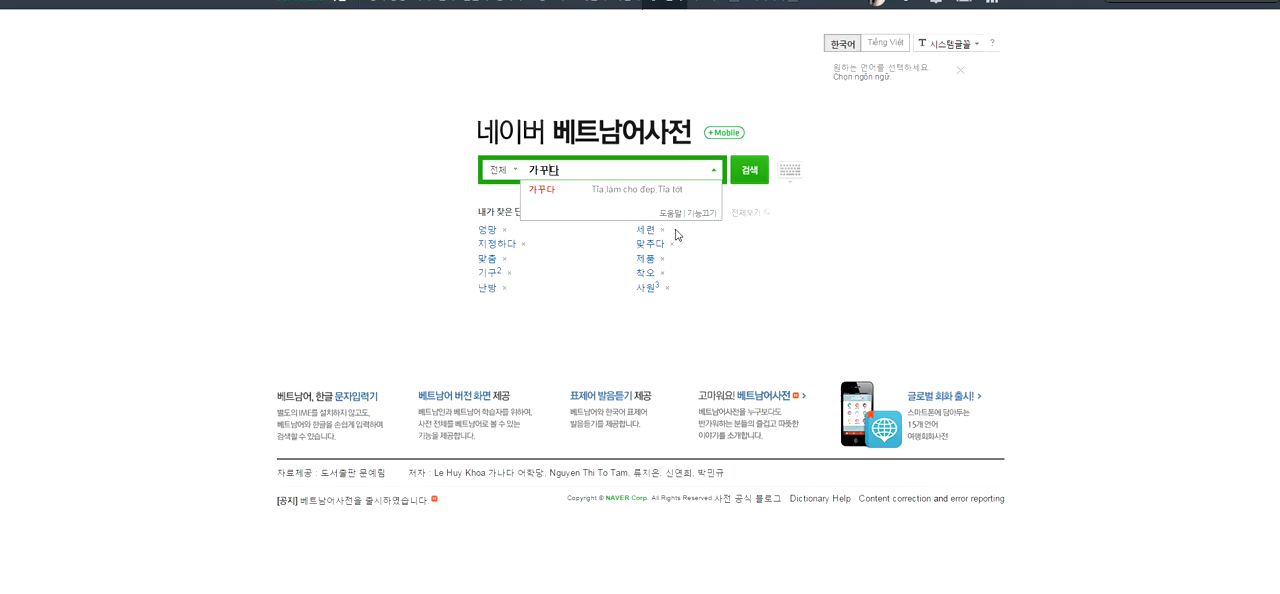 한국어 Tiếng Việt T 시스템글꼴 ?
원하는 언어를 선택하세요.
Chọn ngôn ngữ.
네이버 베트남어사전 +Mobile
전체 가꾸다 검색
가꾸다 Tỉa,làm cho đẹp,Tỉa tót
도움말 | 기능끄기
내가 찾은 단 전체보기
엉망 × 세련 ×
지정하다 × 맞추다 ×
맞춤 × 제품 ×
기구2 × 착오 ×
난방 × 사원3 ×
베트남어, 한글 문자입력기
별도의 IME를 설치하지 않고도,
베트남어와 한글을 손쉽게 입력하여
검색할 수 있습니다.
베트남어 버전 화면 제공
베트남인과 베트남어 학습자를 위하여,
사전 전체를 베트남어로 볼 수 있는
기능을 제공합니다.
표제어 발음듣기 제공
베트남어와 한국어 표제어
발음듣기를 제공합니다.
고마워요! 베트남어사전
베트남어사전을 누구보다도
반가워하는 분들의 즐겁고 따뜻한
이야기를 소개합니다.
글로벌 회화 출시!
스마트폰에 담아두는
15개 언어
여행회화사전
자료제공 : 도서출판 문예림 저자 : Le Huy Khoa 가나다 어학당, Nguyen Thi To Tam, 류지은, 신연희, 박민규
[공지] 베트남어사전을 출시하였습니다. Copyright © NAVER Corp. All Rights Reserved. 사전 공식 블로그 Dictionary Help Content correction and error reporting